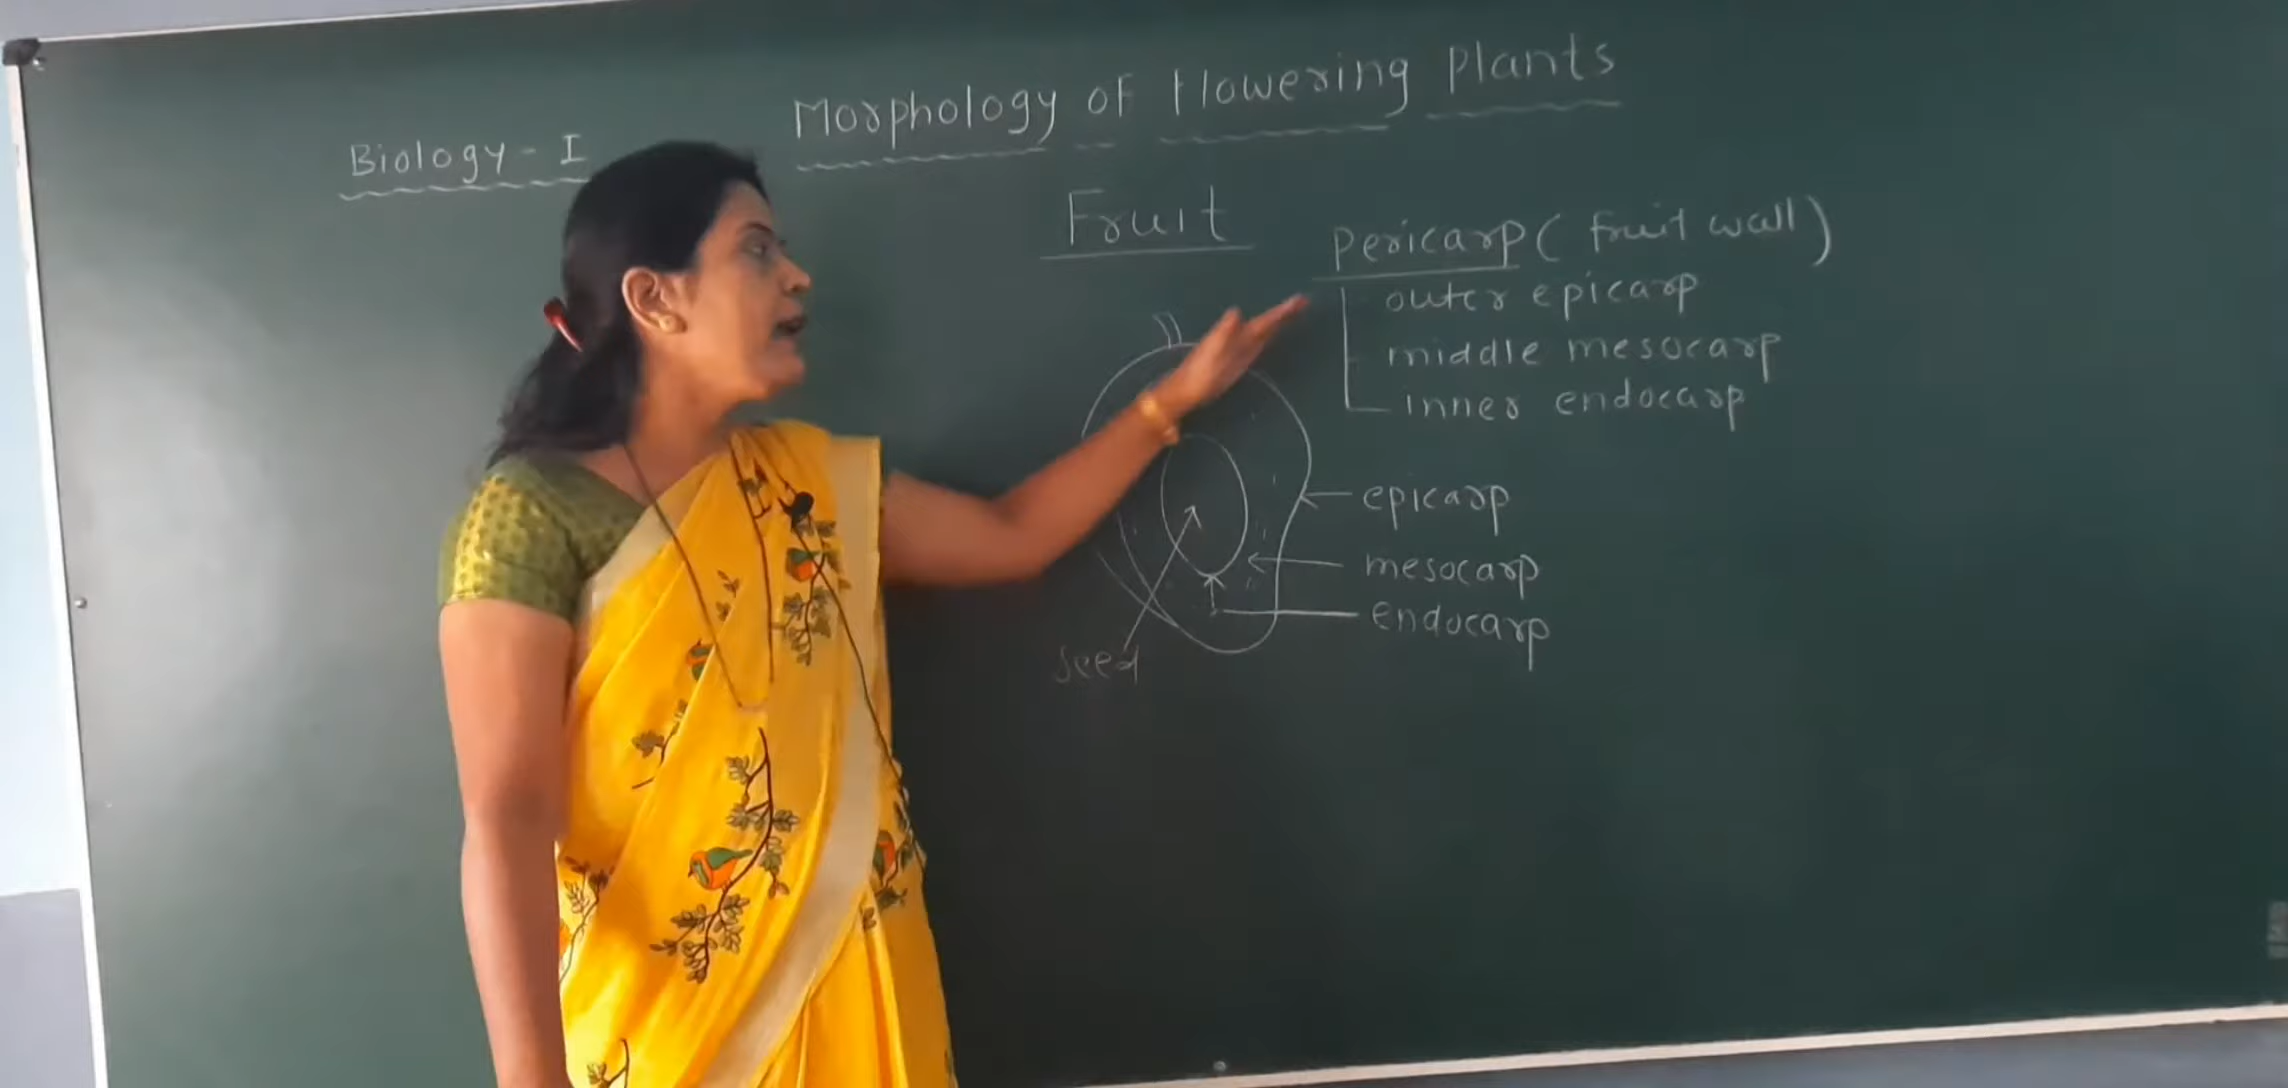 Biology - I
Morphology of Flowering Plants
Fruit
Pericarp ( fruit wall )
outer epicarp
middle mesocarp
inner endocarp
epicarp
mesocarp
endocarp
seed